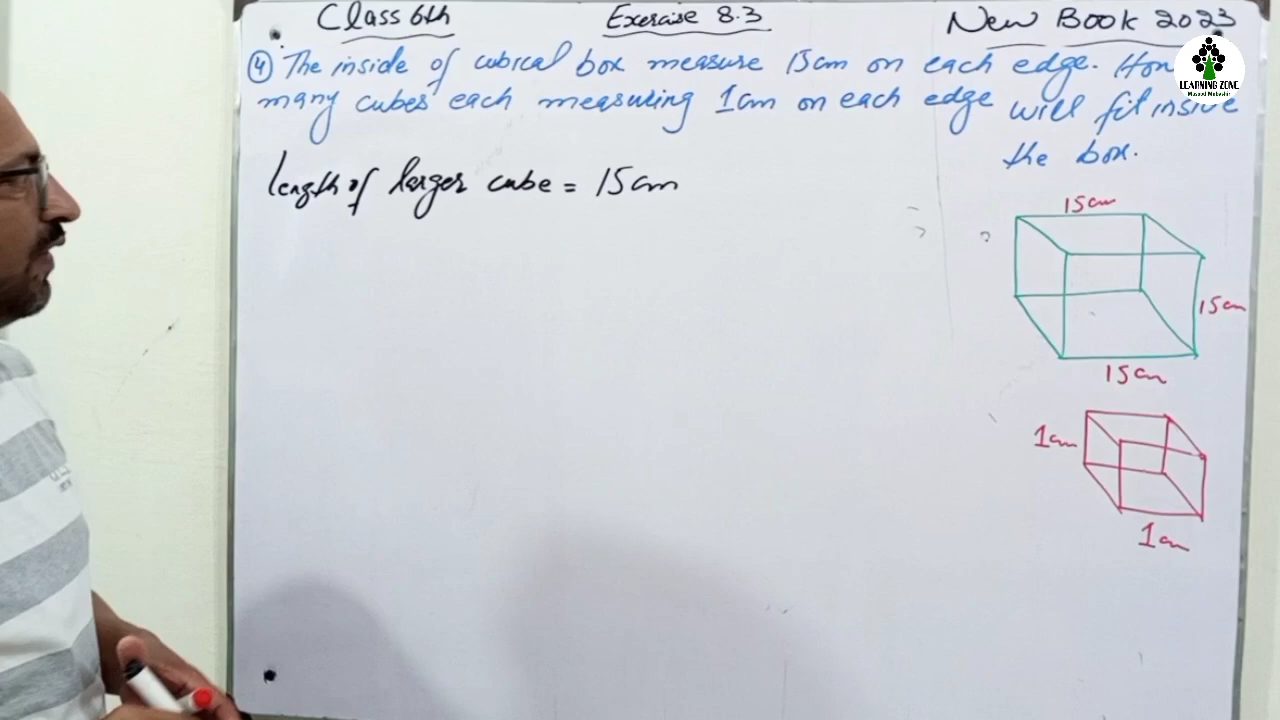 Class 6th Exercise 8.3 New Book 2023
④ The inside of cubical box measure 15cm on each edge. How
many cubes each measuring 1cm on each edge will fit inside
the box.
length of larger cube = 15cm
15cm
15cm
15cm
1cm
1cm
LEARNING ZONE